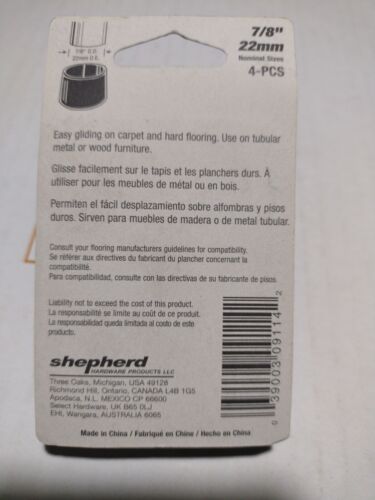 7/8"
22mm
Nominal Sizes
4-PCS
7/8" O.D.
22mm D.E.
Easy gliding on carpet and hard flooring. Use on tubular
metal or wood furniture.
Glisse facilement sur le tapis et les planchers durs. À
utiliser pour les meubles de métal ou en bois.
Permiten el fácil desplazamiento sobre alfombras y pisos
duros. Sirven para muebles de madera o de metal tubular.
Consult your flooring manufacturers guidelines for compatibility.
Se référer aux directives du fabricant du plancher concernant la
compatibilité.
Para compatibilidad, consulte con las directivas de su fabricante de pisos.
Liability not to exceed the cost of this product.
La responsabilité se limite au coût de ce produit.
La responsabilidad queda limitada al costo de este
producto.
shepherd
HARDWARE PRODUCTS LLC
Three Oaks, Michigan, USA 49128
Richmond Hill, Ontario, CANADA L4B 1G5
Apodaca, N.L. MEXICO CP 66600
Select Hardware, UK B65 0LJ
EHI, Wangara, AUSTRALIA 6065
Made in China / Fabriqué en Chine / Hecho en China
0 39003 09114 2